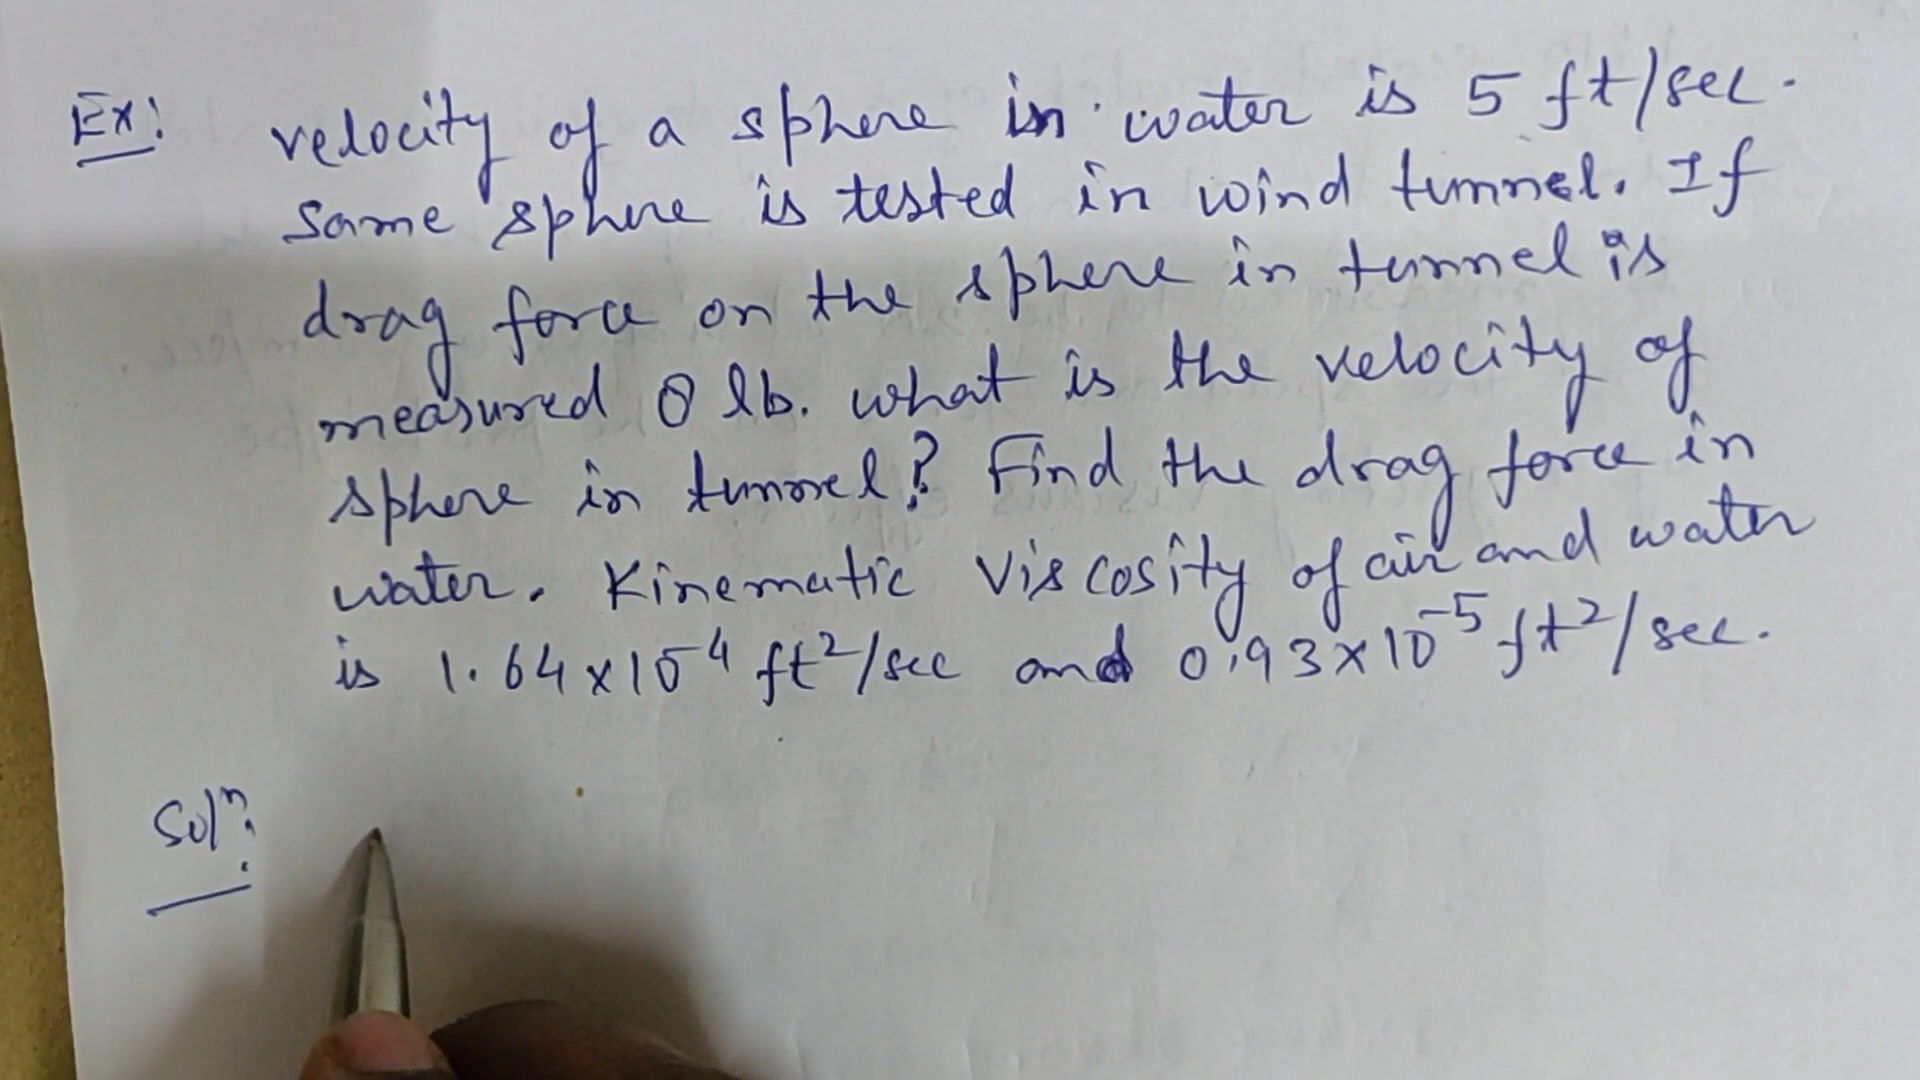 Ex: velocity of a sphere in water is 5 ft/sec.
Same sphere is tested in wind tunnel. If
drag force on the sphere in tunnel is
measured 8 lb. what is the velocity of
sphere in tunnel? Find the drag force in
water. Kinematic viscosity of air and water
is 1.64×10⁻⁴ ft²/sec and 0.93×10⁻⁵ ft²/sec.
Solⁿ: